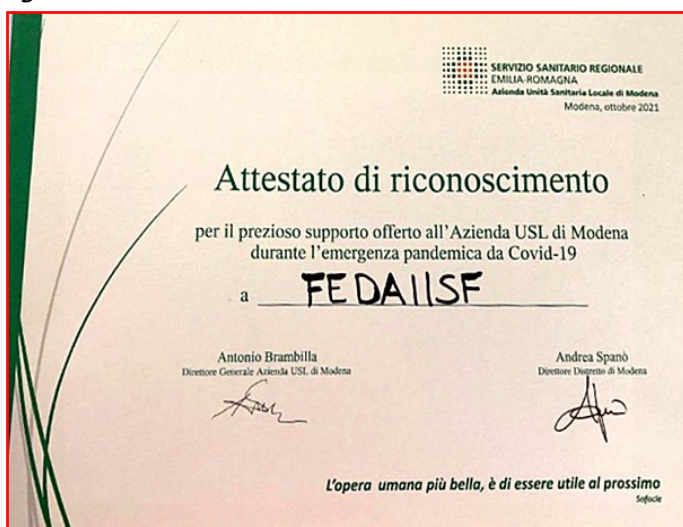 SERVIZIO SANITARIO REGIONALE
EMILIA-ROMAGNA
Azienda Unità Sanitaria Locale di Modena
Modena, ottobre 2021
Attestato di riconoscimento
per il prezioso supporto offerto all'Azienda USL di Modena
durante l'emergenza pandemica da Covid-19
a FEDAIISF
Antonio Brambilla
Direttore Generale Azienda USL di Modena
Andrea Spanò
Direttore Distretto di Modena
L'opera umana più bella, è di essere utile al prossimo
Sofocle